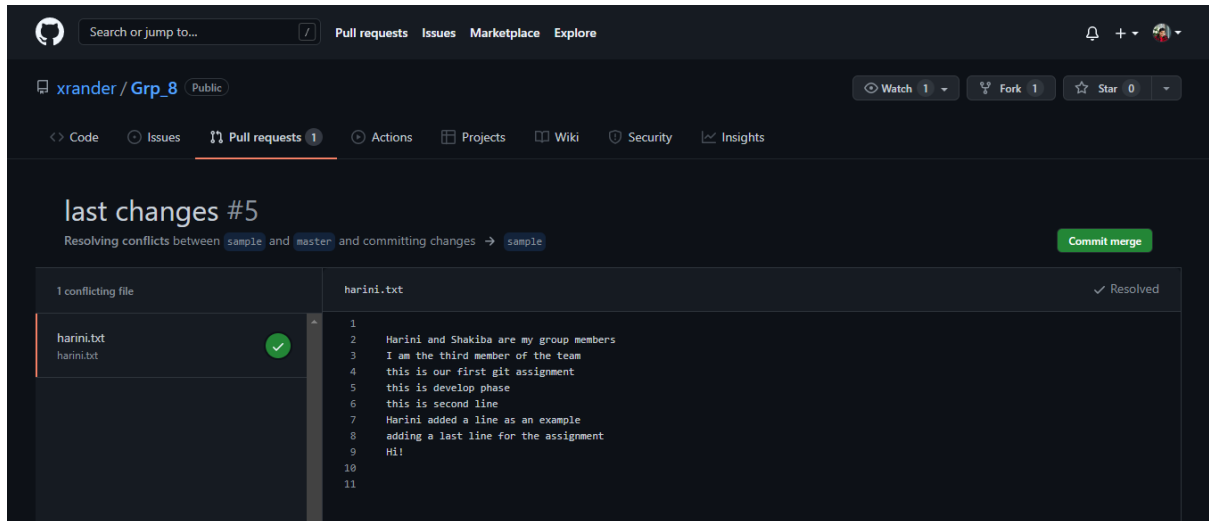 Search or jump to... /
Pull requests Issues Marketplace Explore
xrander / Grp_8 Public
Watch 1 Fork 1 Star 0
Code Issues Pull requests 1 Actions Projects Wiki Security Insights
last changes #5
Resolving conflicts between sample and master and committing changes → sample
Commit merge
1 conflicting file
harini.txt
harini.txt
harini.txt
Resolved
1
2 Harini and Shakiba are my group members
3 I am the third member of the team
4 this is our first git assignment
5 this is develop phase
6 this is second line
7 Harini added a line as an example
8 adding a last line for the assignment
9 Hi!
10
11